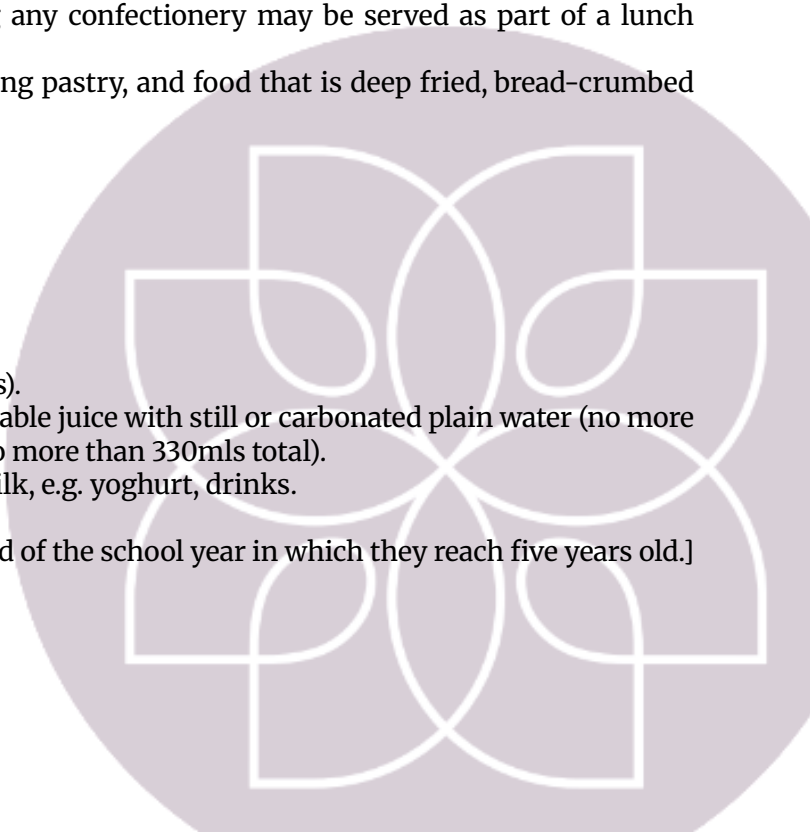 any confectionery may be served as part of a lunch
ng pastry, and food that is deep fried, bread-crumbed
s).
able juice with still or carbonated plain water (no more
o more than 330mls total).
ilk, e.g. yoghurt, drinks.
d of the school year in which they reach five years old.]